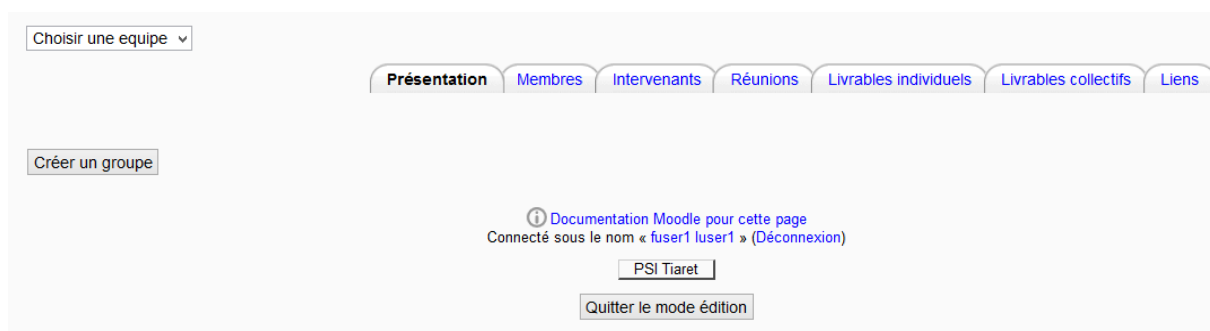 Choisir une equipe
Présentation Membres Intervenants Réunions Livrables individuels Livrables collectifs Liens
Créer un groupe
Documentation Moodle pour cette page
Connecté sous le nom « fuser1 luser1 » (Déconnexion)
PSI Tiaret
Quitter le mode édition